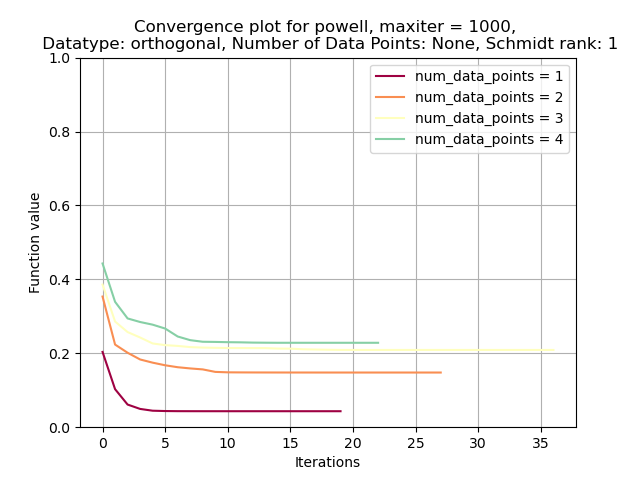 Convergence plot for powell, maxiter = 1000,
Datatype: orthogonal, Number of Data Points: None, Schmidt rank: 1
1.0
0.8
0.6
0.4
0.2
0.0
Function value
num_data_points = 1
num_data_points = 2
num_data_points = 3
num_data_points = 4
0 5 10 15 20 25 30 35
Iterations